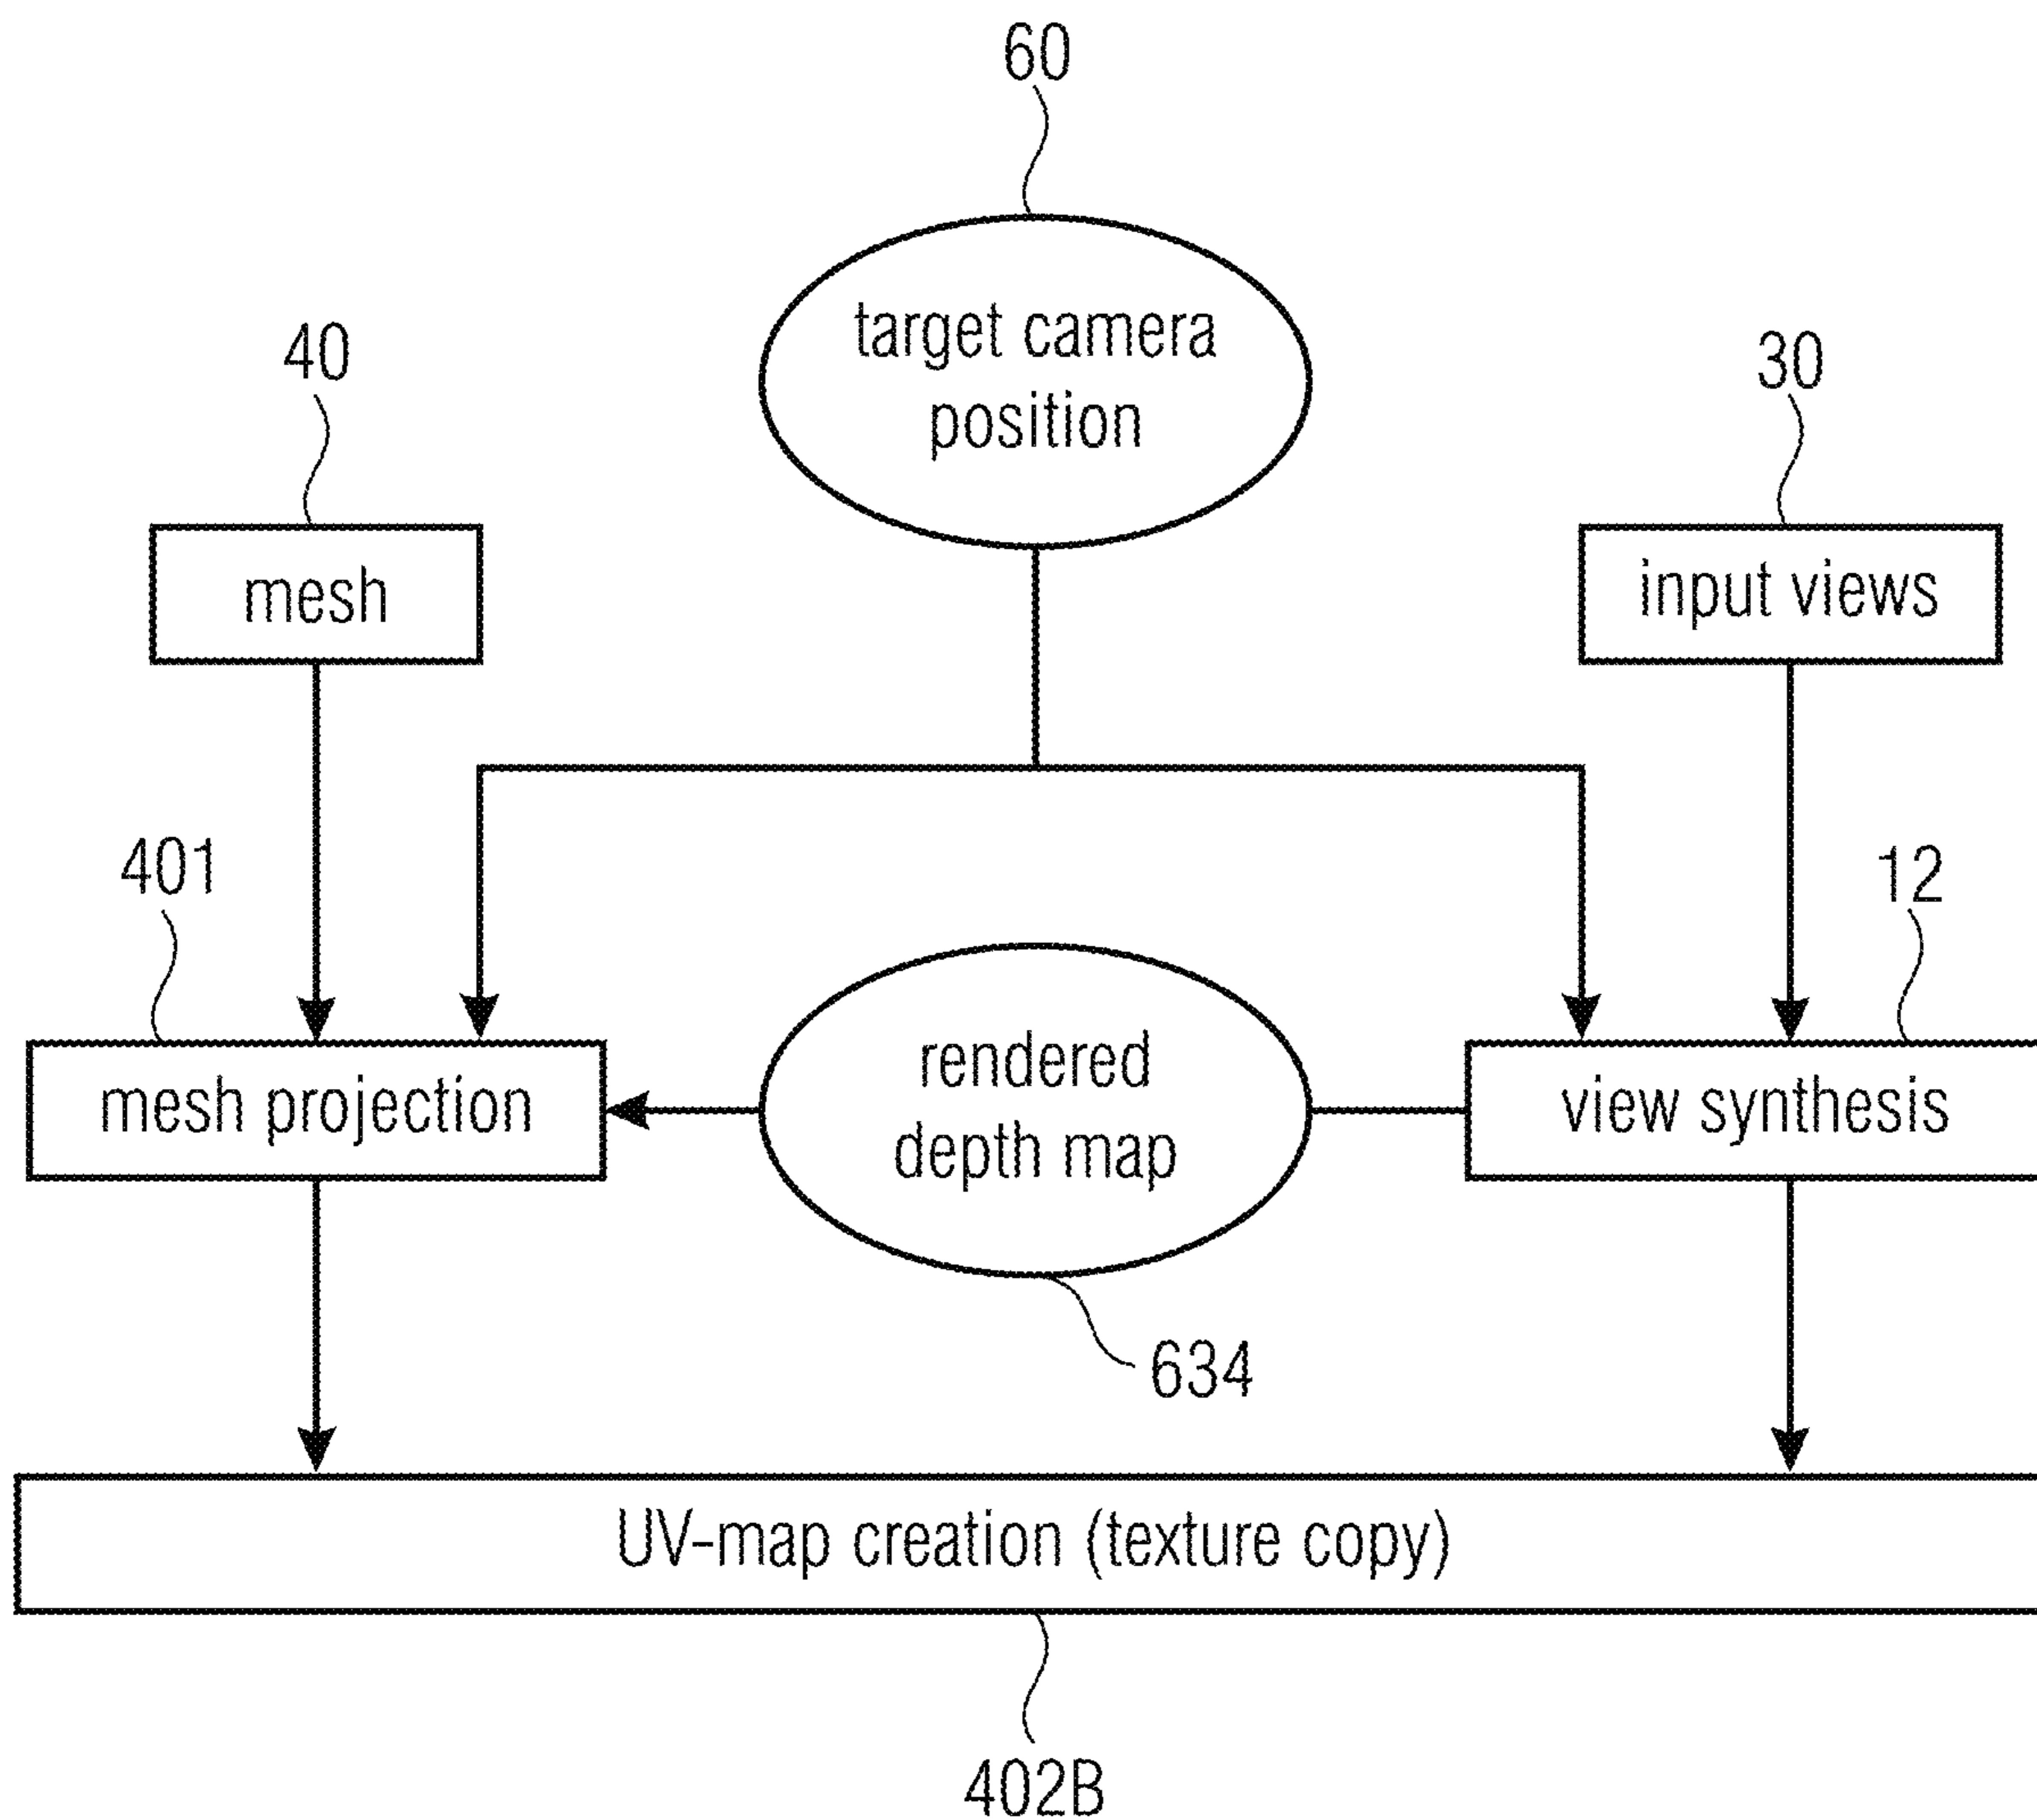 60
target camera
position
40
30
mesh
input views
401
12
rendered
depth map
mesh projection
view synthesis
634
UV-map creation (texture copy)
402B